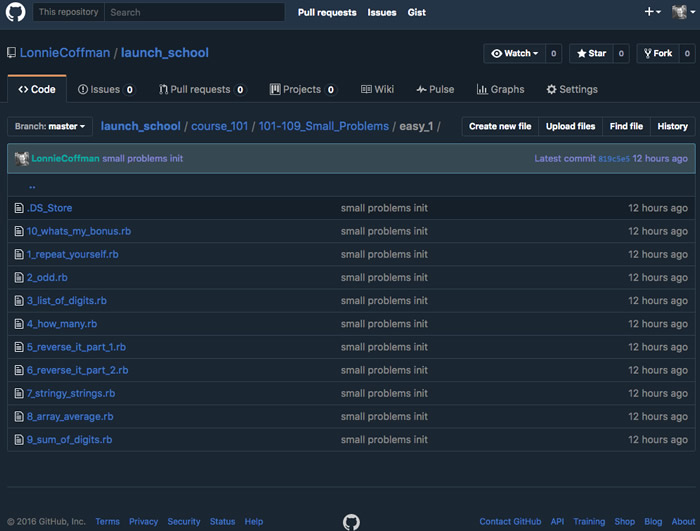 This repository Search Pull requests Issues Gist
LonnieCoffman / launch_school Watch 0 Star 0 Fork 0
Code Issues 0 Pull requests 0 Projects 0 Wiki Pulse Graphs Settings
Branch: master launch_school / course_101 / 101-109_Small_Problems / easy_1 / Create new file Upload files Find file History
LonnieCoffman small problems init Latest commit 819c5e5 12 hours ago
..
.DS_Store small problems init 12 hours ago
10_whats_my_bonus.rb small problems init 12 hours ago
1_repeat_yourself.rb small problems init 12 hours ago
2_odd.rb small problems init 12 hours ago
3_list_of_digits.rb small problems init 12 hours ago
4_how_many.rb small problems init 12 hours ago
5_reverse_it_part_1.rb small problems init 12 hours ago
6_reverse_it_part_2.rb small problems init 12 hours ago
7_stringy_strings.rb small problems init 12 hours ago
8_array_average.rb small problems init 12 hours ago
9_sum_of_digits.rb small problems init 12 hours ago
© 2016 GitHub, Inc. Terms Privacy Security Status Help Contact GitHub API Training Shop Blog About